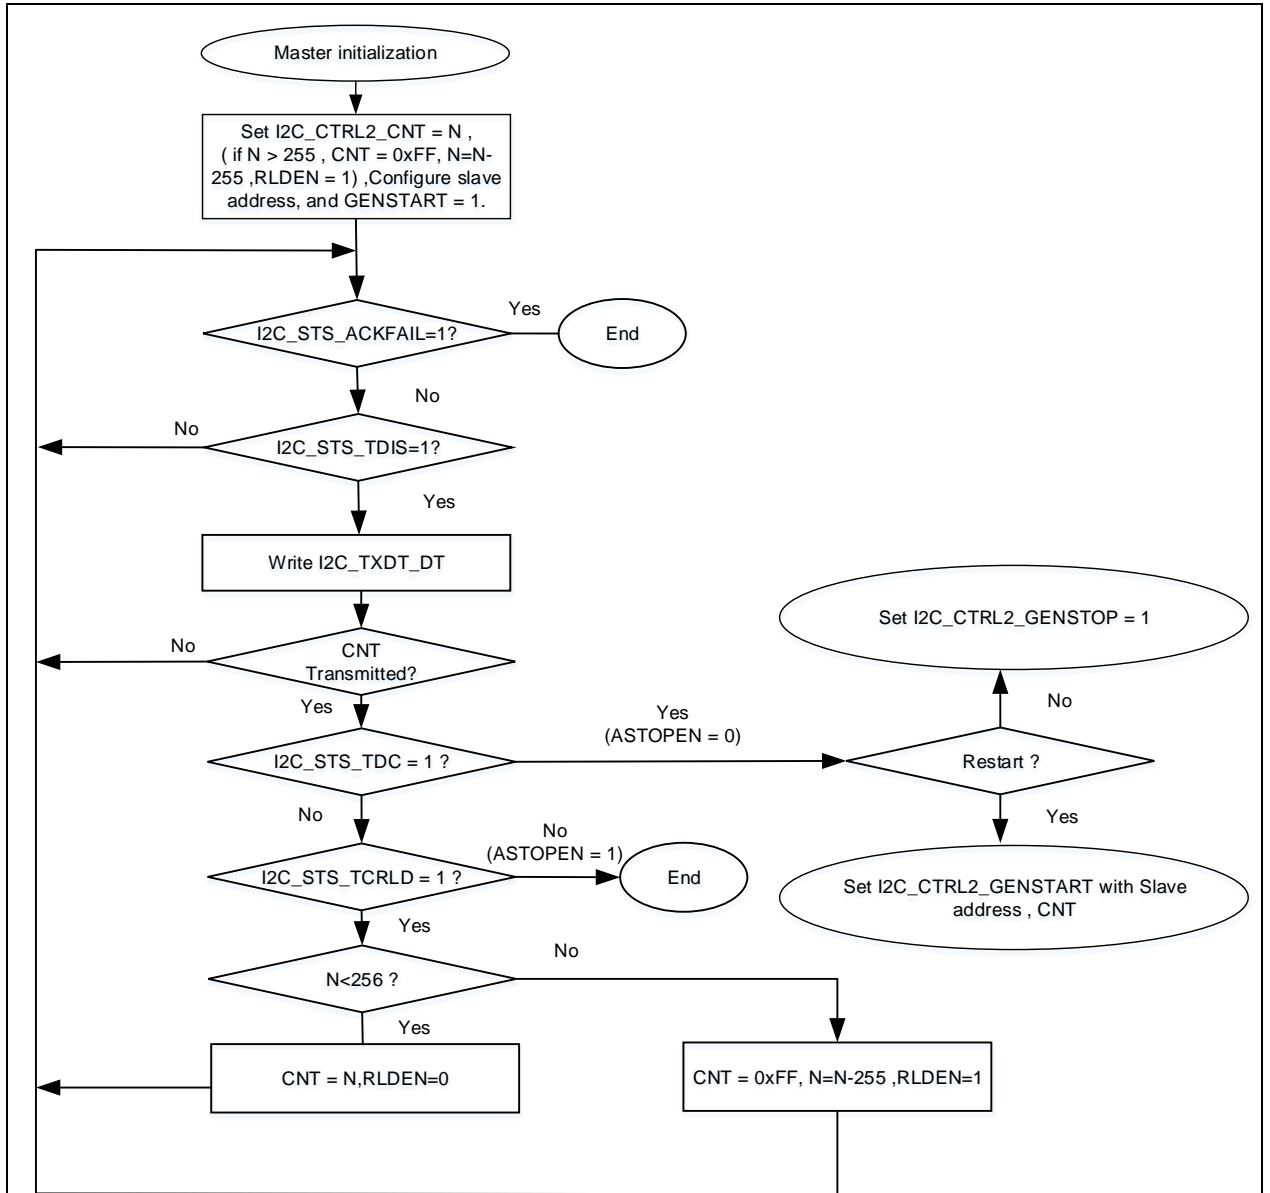 Master initialization
Set I2C_CTRL2_CNT = N ,
( if N > 255 , CNT = 0xFF, N=N-
255 ,RLDEN = 1) ,Configure slave
address, and GENSTART = 1.
I2C_STS_ACKFAIL=1?
Yes
End
No
I2C_STS_TDIS=1?
No
Yes
Write I2C_TXDT_DT
CNT
Transmitted?
No
Yes
I2C_STS_TDC = 1 ?
Yes
(ASTOPEN = 0)
Restart ?
No
Set I2C_CTRL2_GENSTOP = 1
Yes
Set I2C_CTRL2_GENSTART with Slave
address , CNT
No
I2C_STS_TCRLD = 1 ?
No
(ASTOPEN = 1)
End
Yes
N<256 ?
No
Yes
CNT = N,RLDEN=0
CNT = 0xFF, N=N-255 ,RLDEN=1